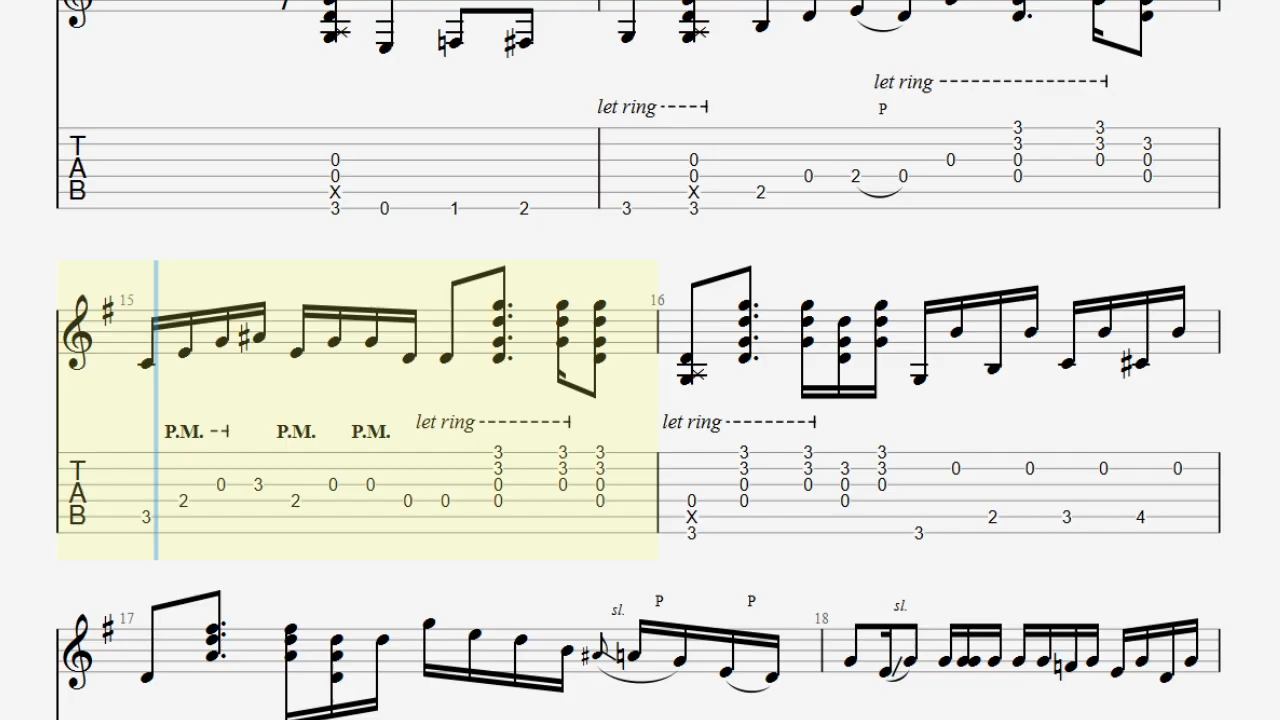 let ring
let ring P
3 3
T 3 3 3
0 0 0 0 0
A 0 0 0 2 0 0 0
B X X 2
3 0 1 2 3 3
15 16
P.M. P.M. P.M. let ring let ring
3 3 3 3 3 3
T 3 3 3 3 3 3 3 0 0 0 0
0 3 0 0 0 0 0 0 0 0
A 2 2 0 0 0 0 0 0 0
B 3 X 2 3 4
3 3
17 sl. P P 18 sl.